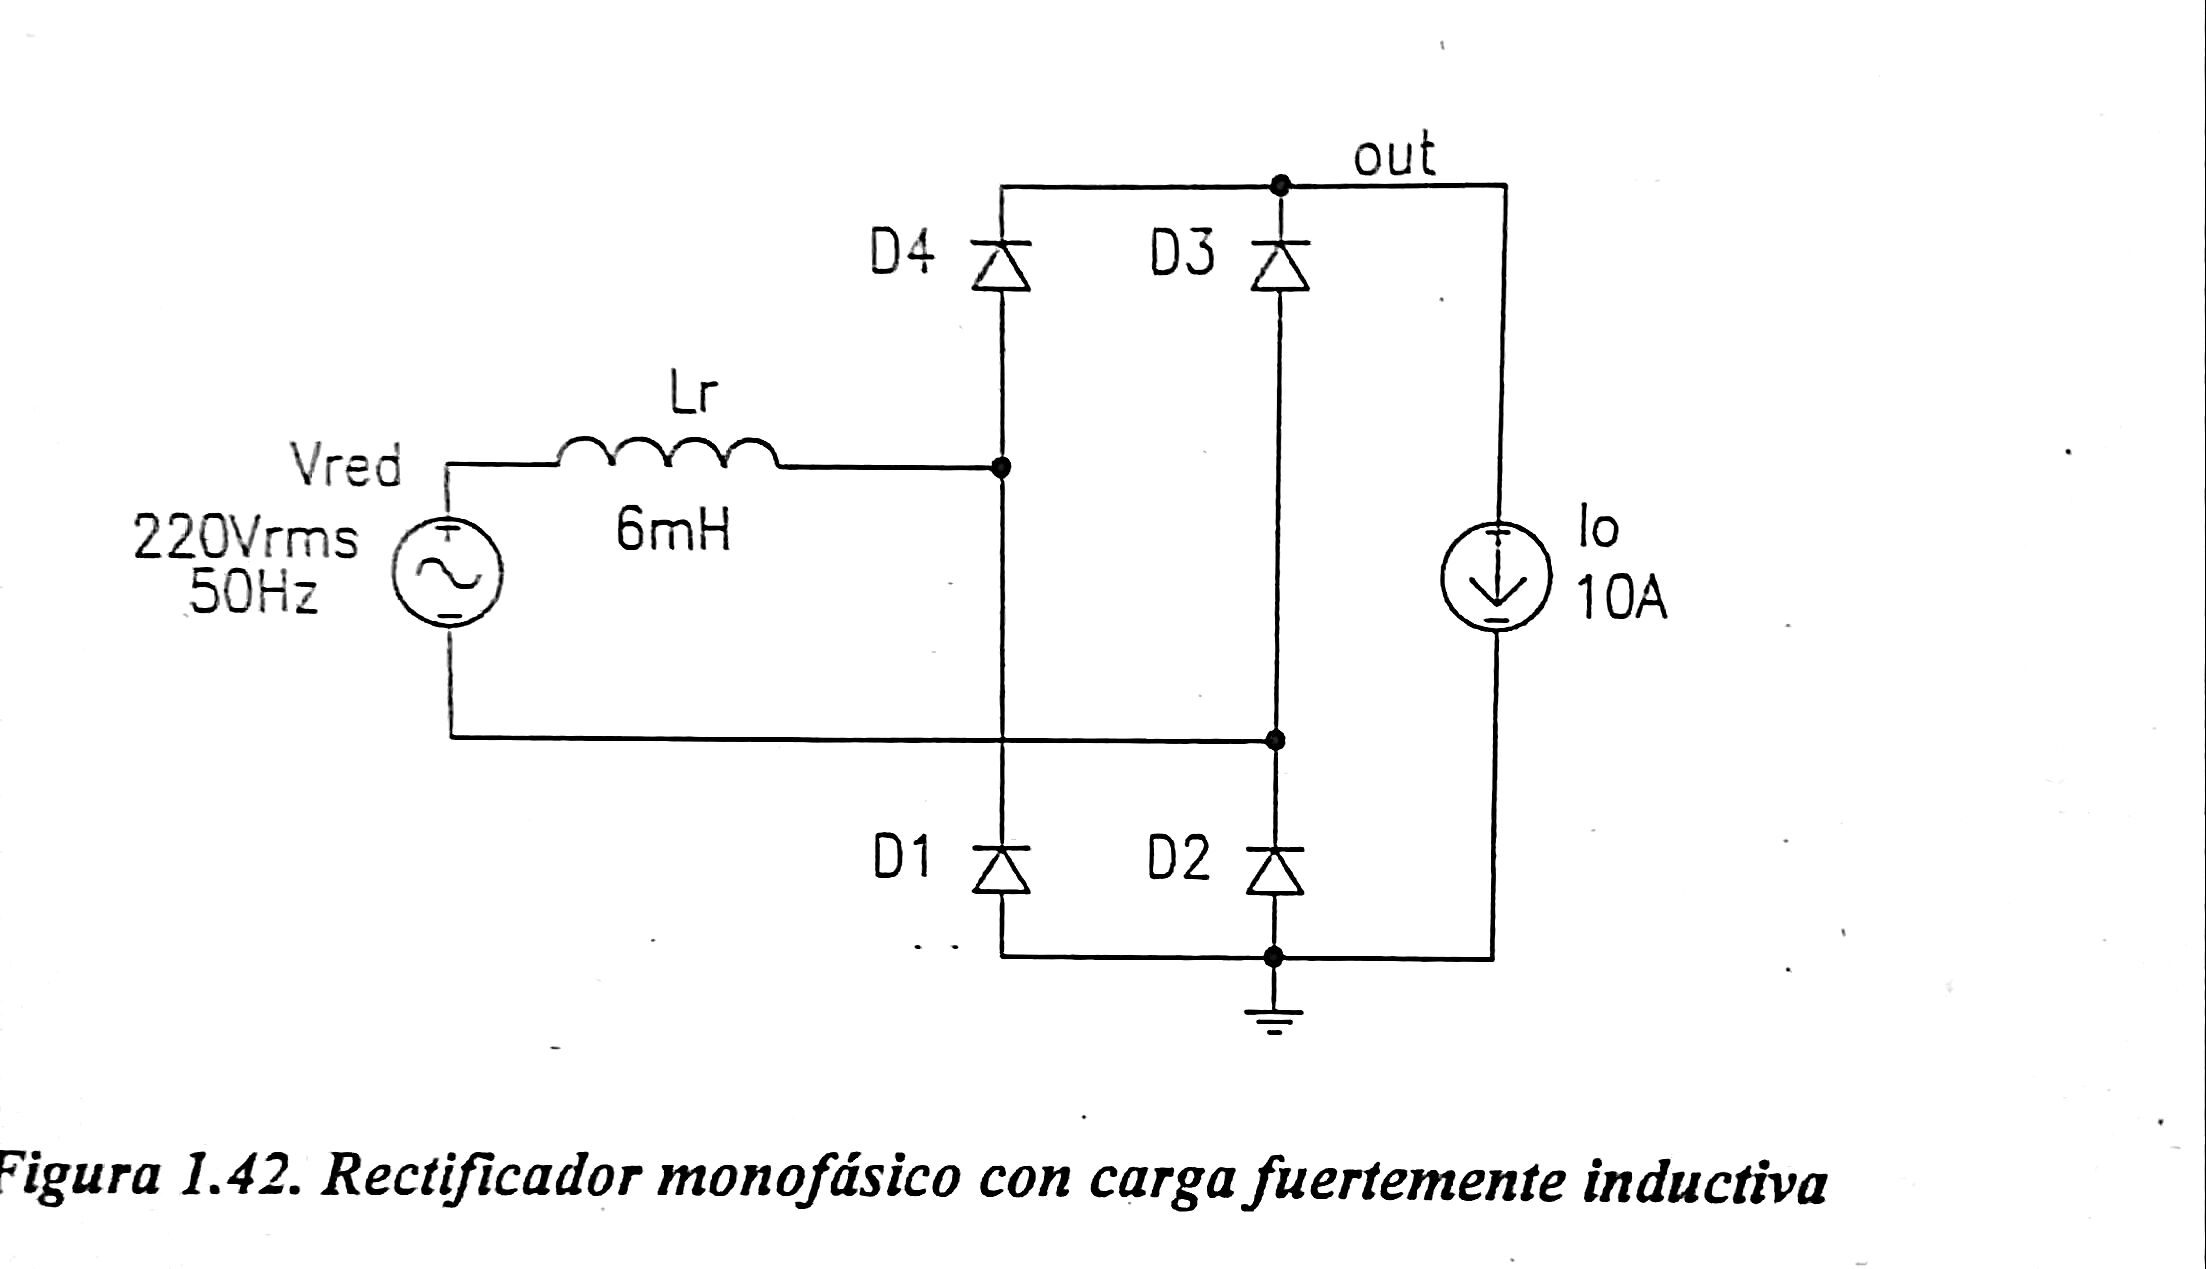 out
D4
D3
Lr
Vred
220Vrms
50Hz
6mH
Io
10A
D1
D2
Figura 1.42. Rectificador monofásico con carga fuertemente inductiva